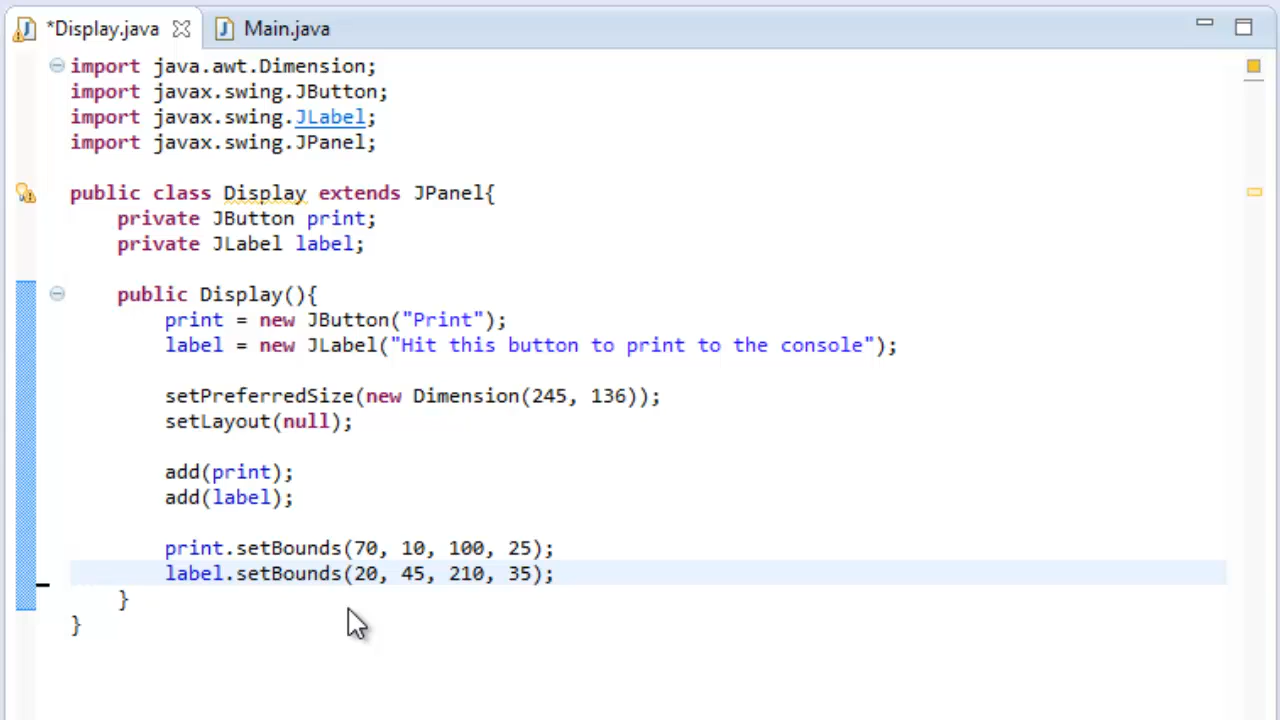 *Display.java Main.java
import java.awt.Dimension;
import javax.swing.JButton;
import javax.swing.JLabel;
import javax.swing.JPanel;
public class Display extends JPanel{
private JButton print;
private JLabel label;
public Display(){
print = new JButton("Print");
label = new JLabel("Hit this button to print to the console");
setPreferredSize(new Dimension(245, 136));
setLayout(null);
add(print);
add(label);
print.setBounds(70, 10, 100, 25);
label.setBounds(20, 45, 210, 35);
}
}